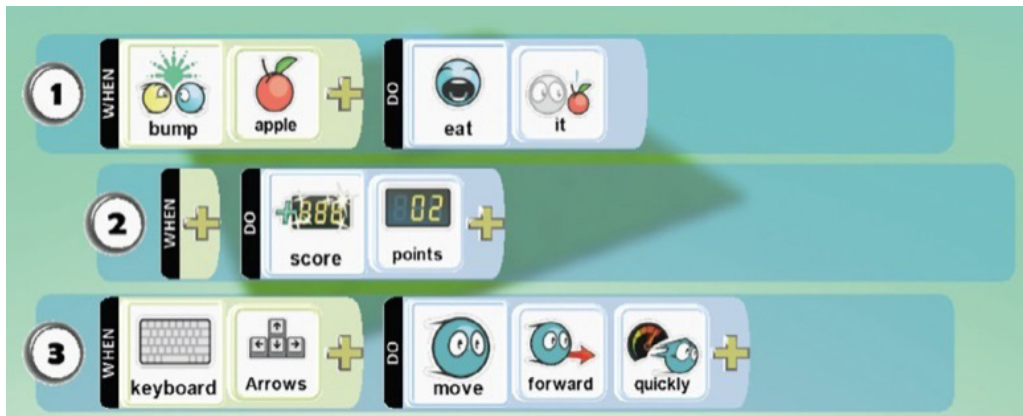 1 WHEN bump apple DO eat it
2 WHEN DO score 02 points
3 WHEN keyboard Arrows DO move forward quickly